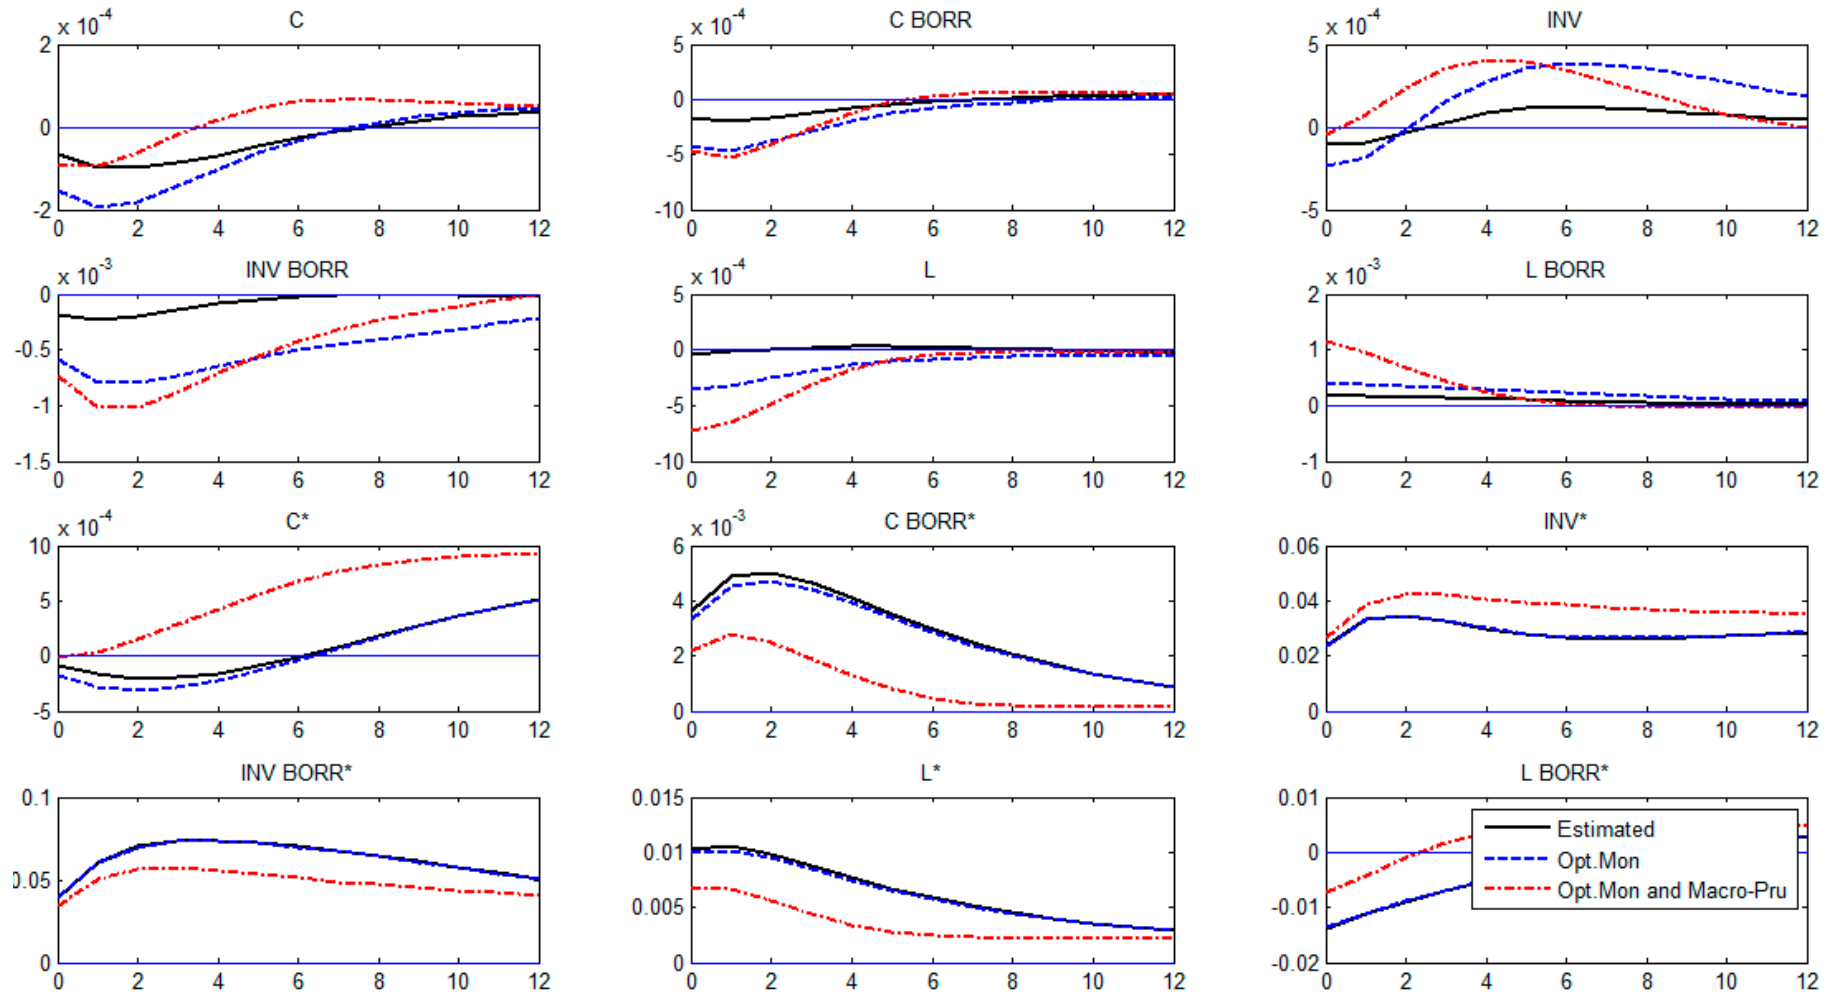 x 10-4 C
x 10-4 C BORR
x 10-4 INV
2
0
-2
0 2 4 6 8 10 12
5
0
-5
-10
0 2 4 6 8 10 12
5
0
-5
0 2 4 6 8 10 12
x 10-3 INV BORR
x 10-4 L
x 10-3 L BORR
0
-0.5
-1
-1.5
0 2 4 6 8 10 12
5
0
-5
-10
0 2 4 6 8 10 12
2
1
0
-1
0 2 4 6 8 10 12
x 10-4 C*
x 10-3 C BORR*
INV*
10
5
0
-5
0 2 4 6 8 10 12
6
4
2
0
0 2 4 6 8 10 12
0.06
0.04
0.02
0
0 2 4 6 8 10 12
INV BORR*
L*
L BORR*
0.1
0.05
0
0 2 4 6 8 10 12
0.015
0.01
0.005
0
0 2 4 6 8 10 12
0.01
0
-0.01
-0.02
0 2 4 6 8 10 12
Estimated
Opt.Mon
Opt.Mon and Macro-Pru